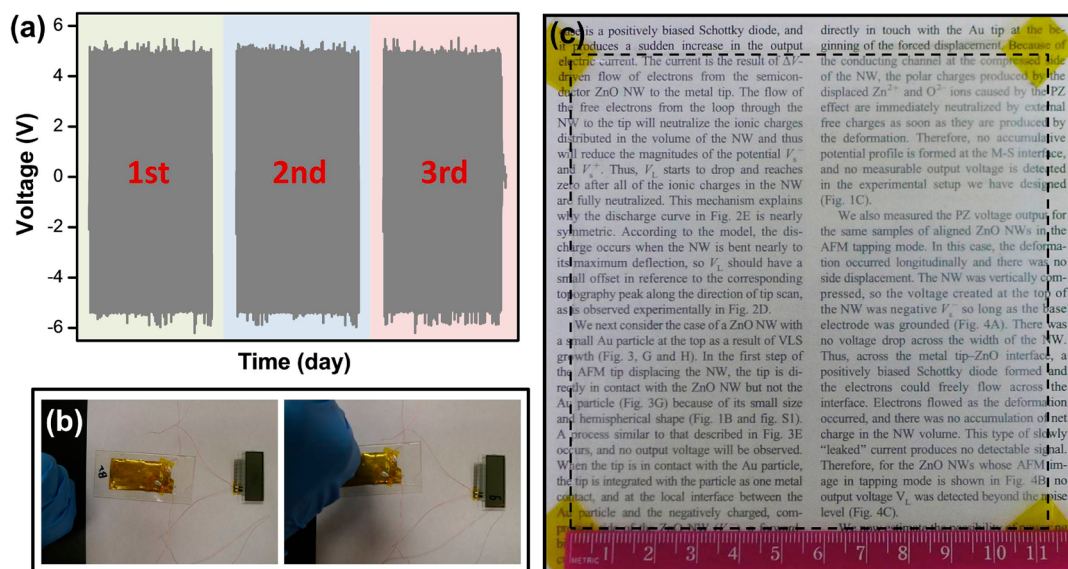 (a)
6
4
2
0
-2
-4
-6
Voltage (V)
1st
2nd
3rd
Time (day)
(b)
(c)
is a positively biased Schottky diode, and
it produces a sudden increase in the output
electric current. The current is the result of ΔV-
driven flow of electrons from the semicon-
ductor ZnO NW to the metal tip. The flow of
the free electrons from the loop through the
NW to the tip will neutralize the ionic charges
distributed in the volume of the NW and thus
will reduce the magnitudes of the potential Vs−
and Vs+. Thus, VL starts to drop and reaches
zero after all of the ionic charges in the NW
are fully neutralized. This mechanism explains
why the discharge curve in Fig. 2E is nearly
symmetric. According to the model, the dis-
charge occurs when the NW is bent nearly to
its maximum deflection, so VL should have a
small offset in reference to the corresponding
topography peak along the direction of tip scan,
as is observed experimentally in Fig. 2D.
We next consider the case of a ZnO NW with
a small Au particle at the top as a result of VLS
growth (Fig. 3, G and H). In the first step of
the AFM tip displacing the NW, the tip is di-
rectly in contact with the ZnO NW but not the
Au particle (Fig. 3G) because of its small size
and hemispherical shape (Fig. 1B and fig. S1).
A process similar to that described in Fig. 3E
occurs, and no output voltage will be observed.
When the tip is in contact with the Au particle,
the tip is integrated with the particle as one metal
contact, and at the local interface between the
Au particle and the negatively charged, com-
of the ZnO NW
directly in touch with the Au tip at the be-
ginning of the forced displacement. Because of
the conducting channel at the compressed side
of the NW, the polar charges produced by the
displaced Zn2+ and O2− ions caused by the PZ
effect are immediately neutralized by external
free charges as soon as they are produced by
the deformation. Therefore, no accumulative
potential profile is formed at the M-S interface,
and no measurable output voltage is detected
in the experimental setup we have designed
(Fig. 1C).
We also measured the PZ voltage output for
the same samples of aligned ZnO NWs in the
AFM tapping mode. In this case, the deforma-
tion occurred longitudinally and there was no
side displacement. The NW was vertically com-
pressed, so the voltage created at the top of
the NW was negative Vs− so long as the base
electrode was grounded (Fig. 4A). There was
no voltage drop across the width of the NW.
Thus, across the metal tip–ZnO interface, a
positively biased Schottky diode formed and
the electrons could freely flow across the
interface. Electrons flowed as the deformation
occurred, and there was no accumulation of net
charge in the NW volume. This type of slowly
“leaked” current produces no detectable signal.
Therefore, for the ZnO NWs whose AFM im-
age in tapping mode is shown in Fig. 4B, no
output voltage VL was detected beyond the noise
level (Fig. 4C).
We now estimate the possibility of
METRIC 1 2 3 4 5 6 7 8 9 10 11